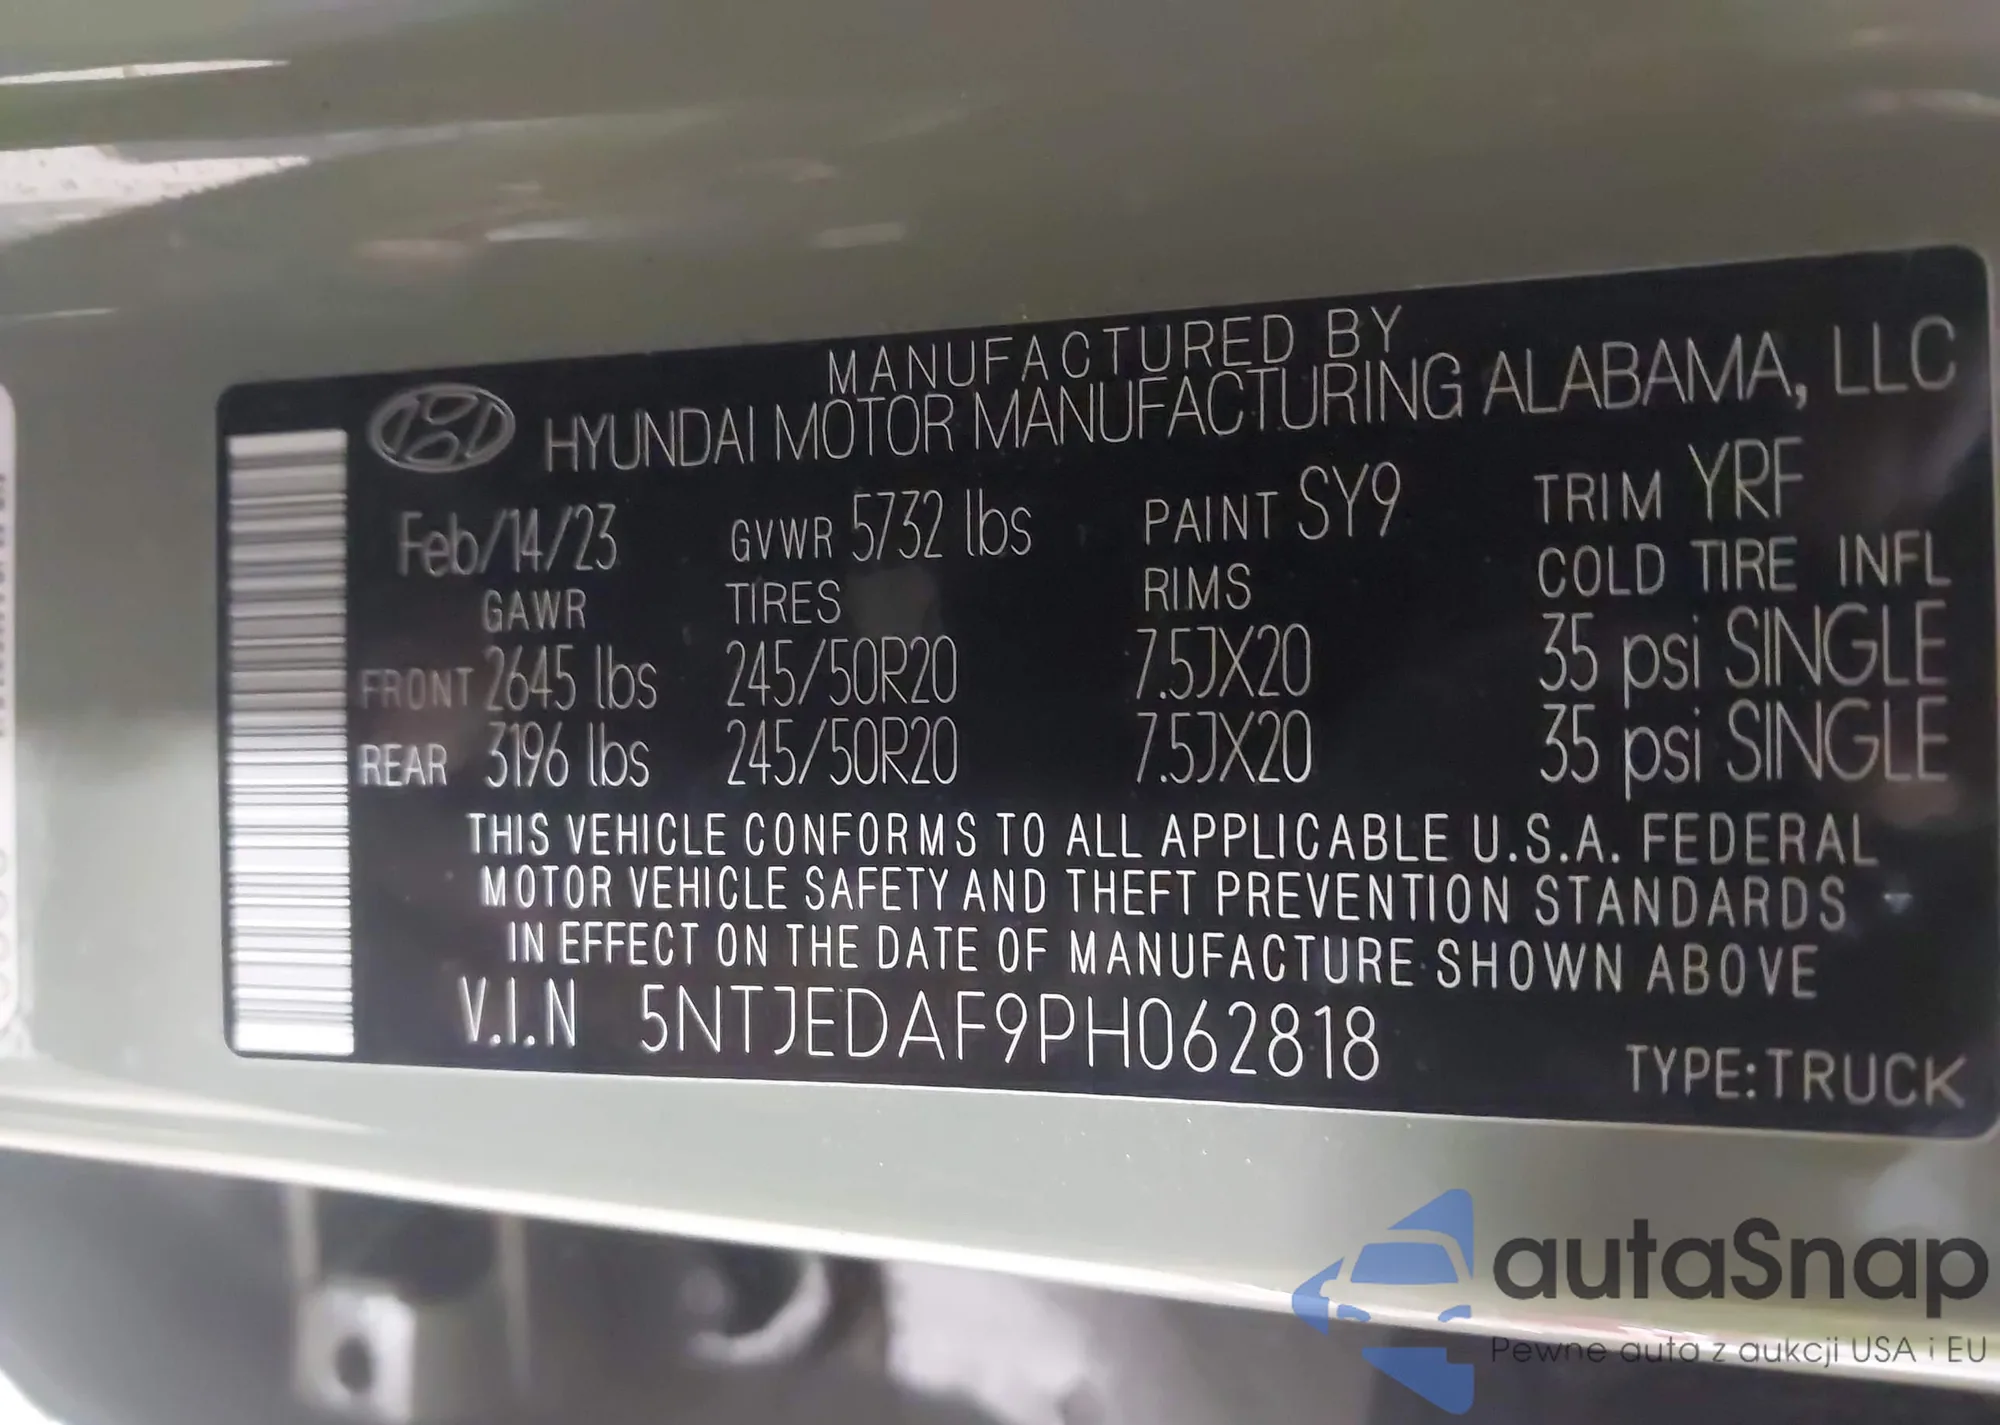 MANUFACTURED BY
HYUNDAI MOTOR MANUFACTURING ALABAMA, LLC
Feb/14/23 GVWR 5732 lbs PAINT SY9 TRIM YRF
GAWR TIRES RIMS COLD TIRE INFL
FRONT 2645 lbs 245/50R20 7.5JX20 35 psi SINGLE
REAR 3196 lbs 245/50R20 7.5JX20 35 psi SINGLE
THIS VEHICLE CONFORMS TO ALL APPLICABLE U.S.A. FEDERAL
MOTOR VEHICLE SAFETY AND THEFT PREVENTION STANDARDS
IN EFFECT ON THE DATE OF MANUFACTURE SHOWN ABOVE
V.I.N 5NTJEDAF9PH062818
TYPE:TRUCK
autaSnap
Pewne auta z aukcji USA i EU